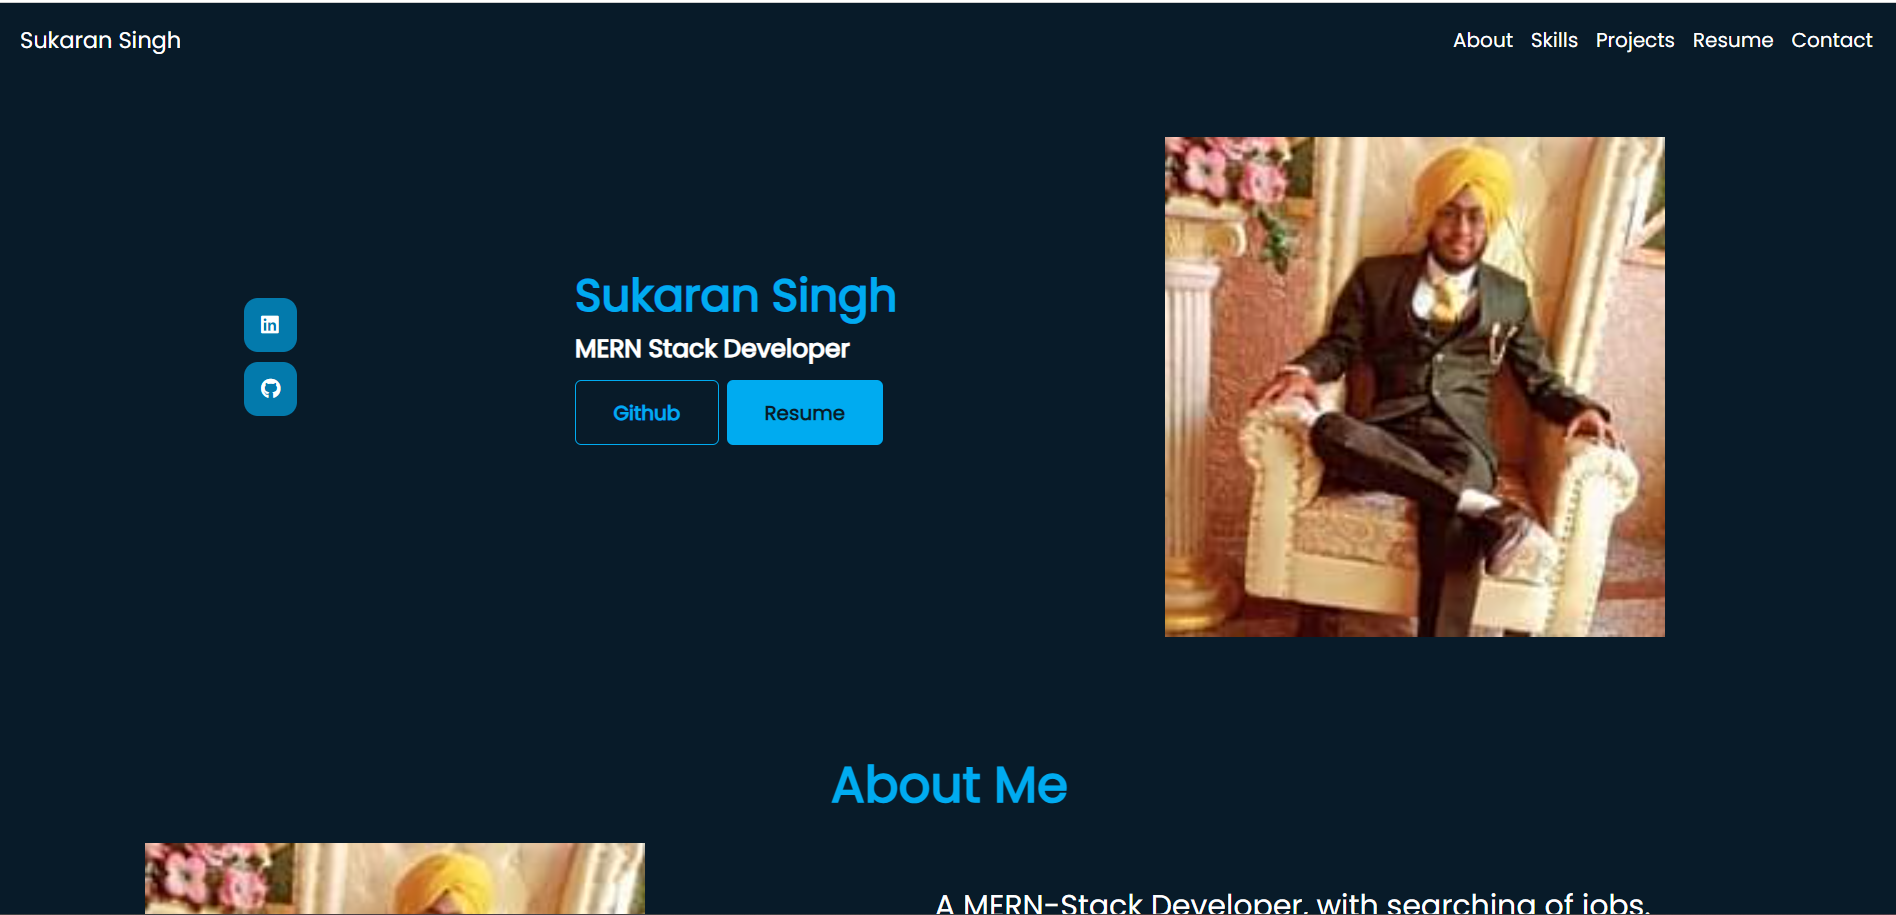 Sukaran Singh
About Skills Projects Resume Contact
in
Sukaran Singh
MERN Stack Developer
Github Resume
About Me
A MERN-Stack Developer, with searching of jobs.